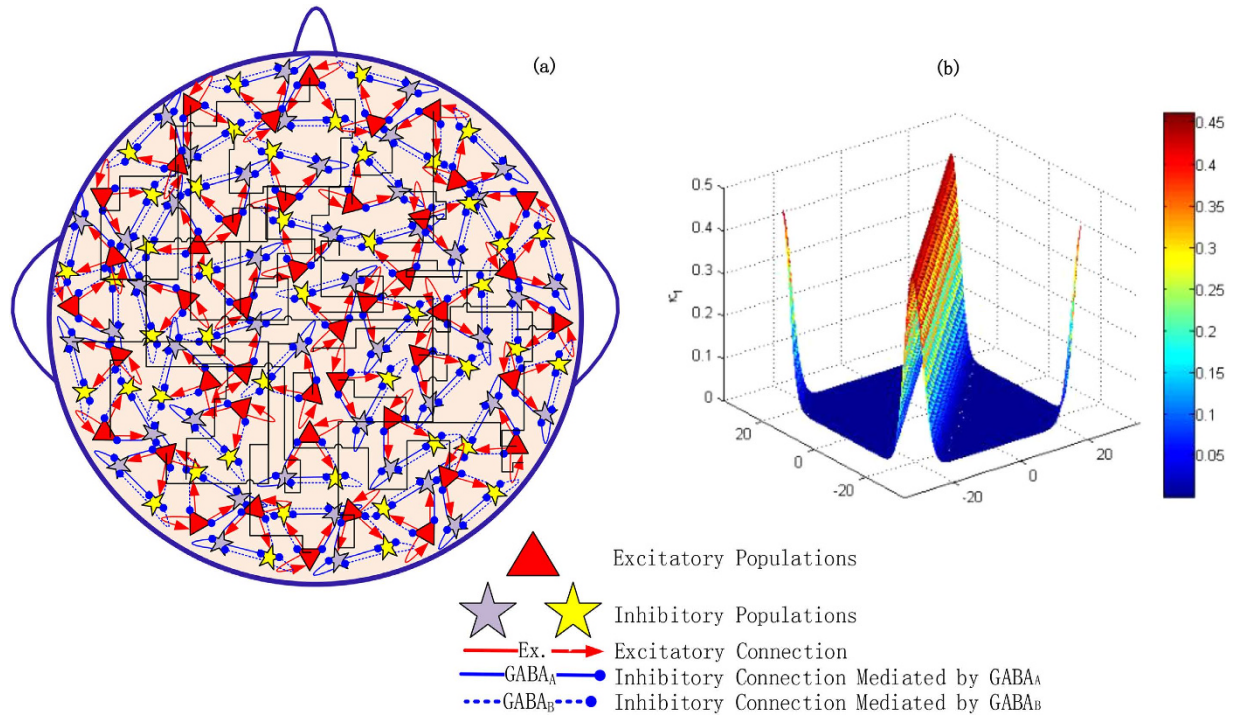 (a)
(b)
0.5
0.4
0.3
0.2
0.1
0
κ1
20
0
-20
-20
0
20
0.45
0.4
0.35
0.3
0.25
0.2
0.15
0.1
0.05
Excitatory Populations
Inhibitory Populations
Ex. Excitatory Connection
GABAA Inhibitory Connection Mediated by GABAA
GABAB Inhibitory Connection Mediated by GABAB